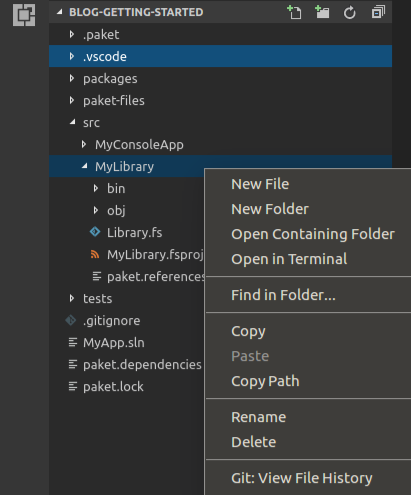 BLOG-GETTING-STARTED
.paket
.vscode
packages
paket-files
src
MyConsoleApp
MyLibrary
bin
obj
Library.fs
MyLibrary.fsproj
paket.references
tests
.gitignore
MyApp.sln
paket.dependencies
paket.lock
New File
New Folder
Open Containing Folder
Open in Terminal
Find in Folder...
Copy
Paste
Copy Path
Rename
Delete
Git: View File History